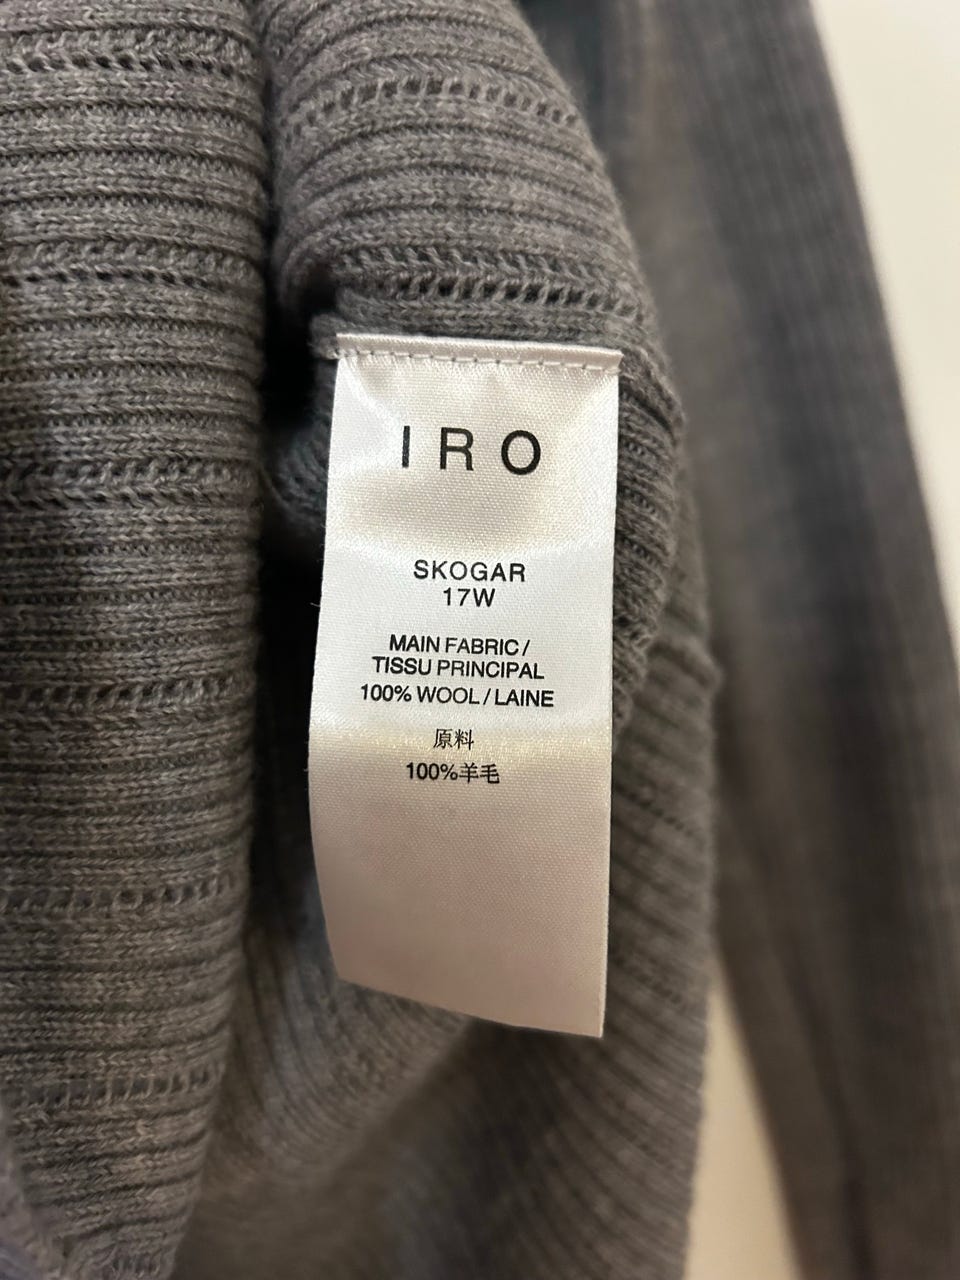 IRO
SKOGAR
17W
MAIN FABRIC /
TISSU PRINCIPAL
100% WOOL / LAINE
原料
100%羊毛